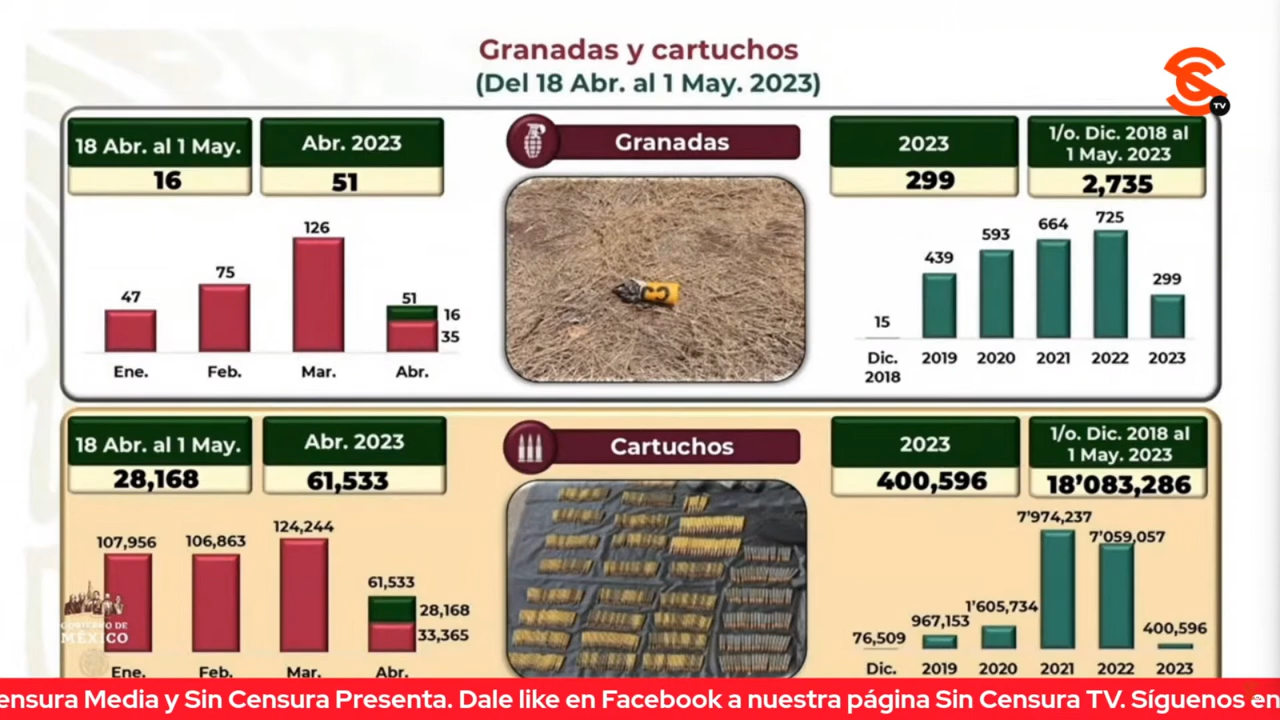 Granadas y cartuchos
(Del 18 Abr. al 1 May. 2023)
TV
18 Abr. al 1 May.
16
Abr. 2023
51
Granadas
2023
299
1/o. Dic. 2018 al
1 May. 2023
2,735
47
75
126
51
16
35
Ene.
Feb.
Mar.
Abr.
15
439
593
664
725
299
Dic.
2018
2019
2020
2021
2022
2023
18 Abr. al 1 May.
28,168
Abr. 2023
61,533
Cartuchos
2023
400,596
1/o. Dic. 2018 al
1 May. 2023
18'083,286
107,956
106,863
124,244
61,533
28,168
33,365
Ene.
Feb.
Mar.
Abr.
76,509
967,153
1'605,734
7'974,237
7'059,057
400,596
Dic.
2019
2020
2021
2022
2023
GOBIERNO DE
MÉXICO
ensura Media y Sin Censura Presenta. Dale like en Facebook a nuestra página Sin Censura TV. Síguenos en